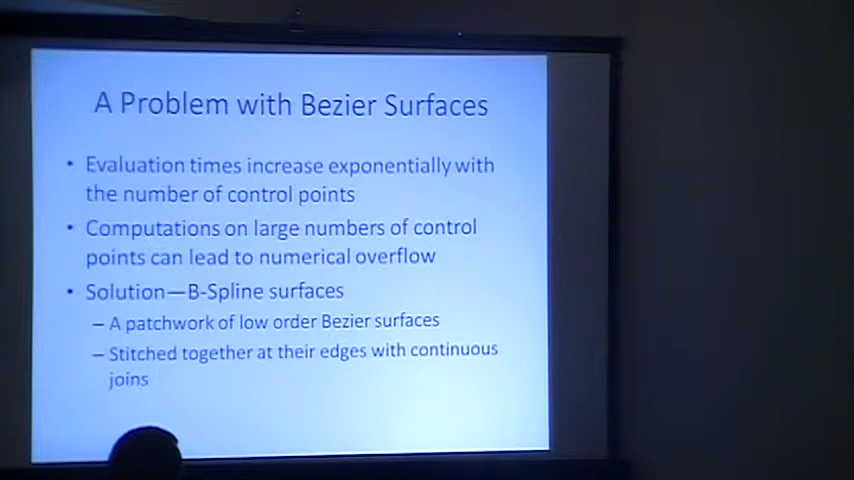 A Problem with Bezier Surfaces
• Evaluation times increase exponentially with
the number of control points
• Computations on large numbers of control
points can lead to numerical overflow
• Solution—B-Spline surfaces
– A patchwork of low order Bezier surfaces
– Stitched together at their edges with continuous
joins